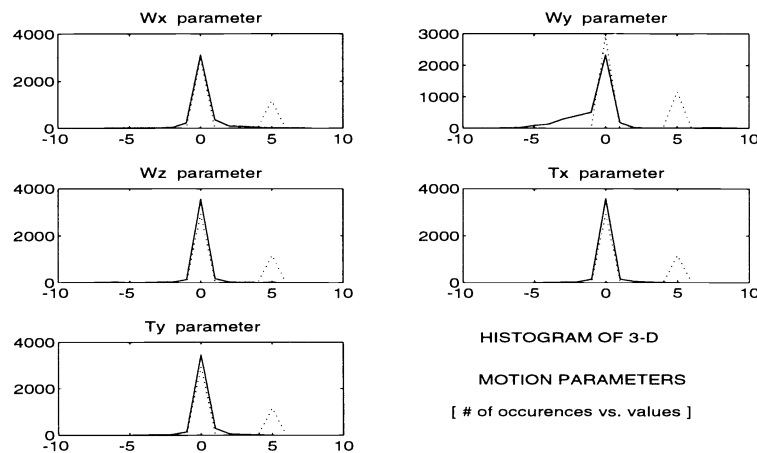 Wx parameter
4000
2000
0
-10 -5 0 5 10
Wy parameter
3000
2000
1000
0
-10 -5 0 5 10
Wz parameter
4000
2000
0
-10 -5 0 5 10
Tx parameter
4000
2000
0
-10 -5 0 5 10
Ty parameter
4000
2000
0
-10 -5 0 5 10
HISTOGRAM OF 3-D
MOTION PARAMETERS
[ # of occurences vs. values ]